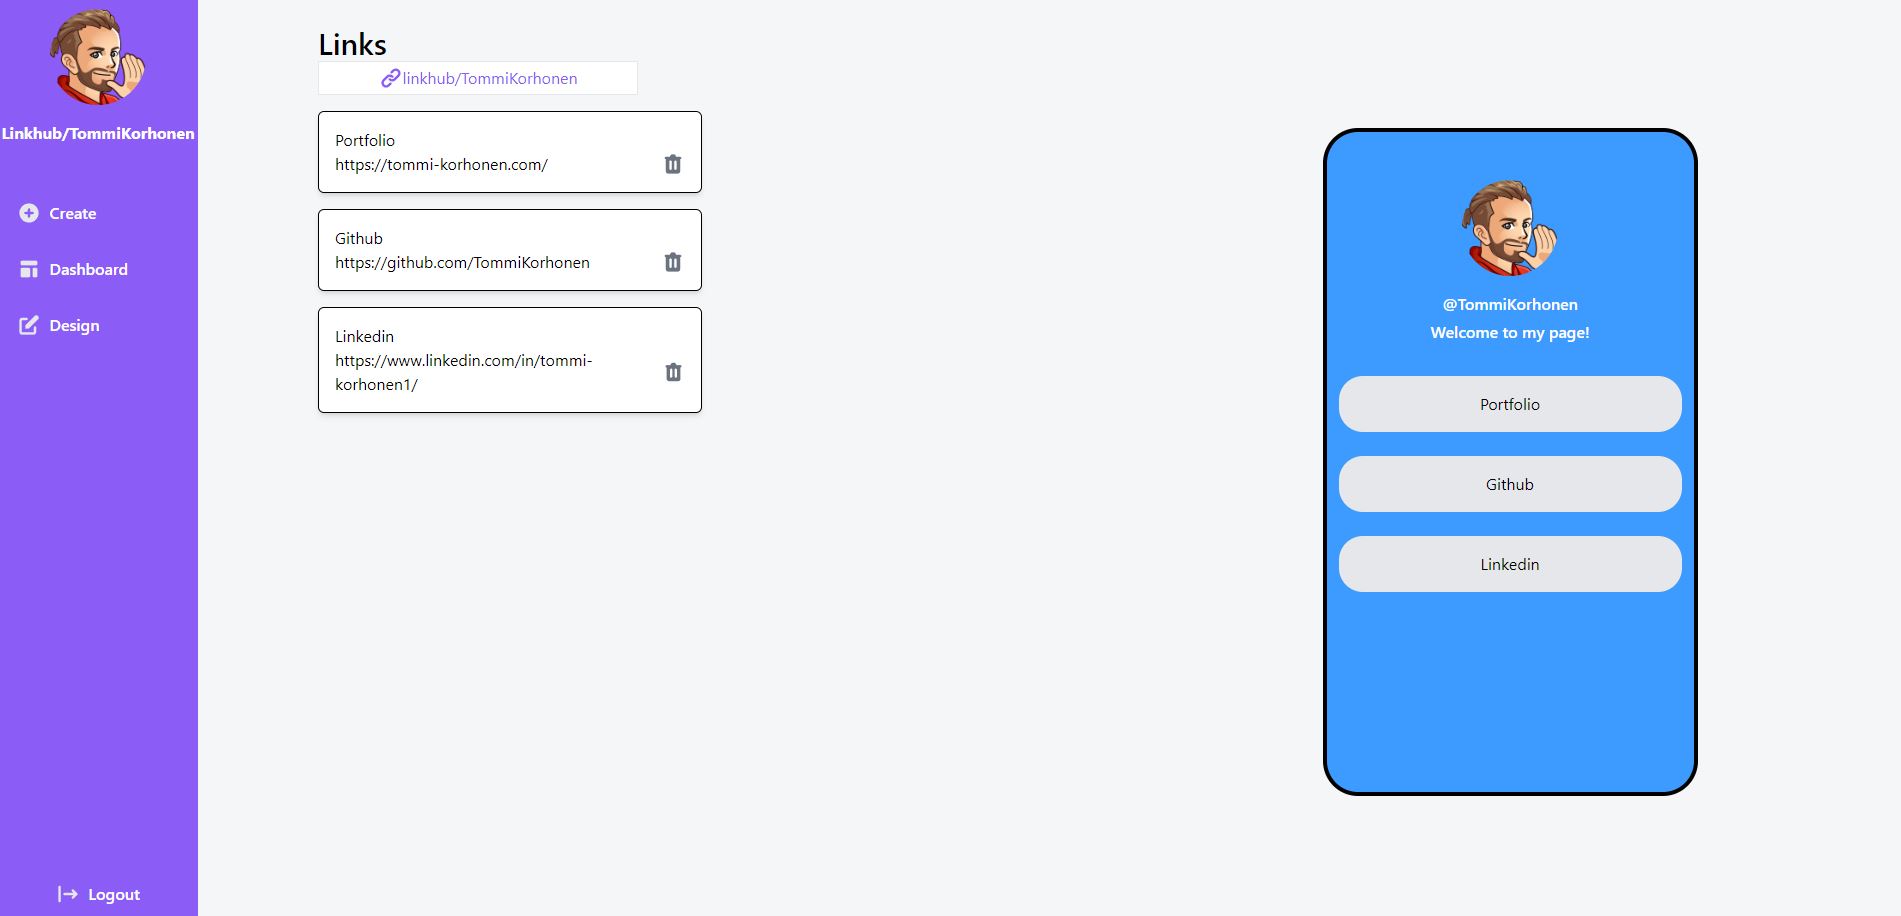 Linkhub/TommiKorhonen
Create
Dashboard
Design
Logout
Links
linkhub/TommiKorhonen
Portfolio
https://tommi-korhonen.com/
Github
https://github.com/TommiKorhonen
Linkedin
https://www.linkedin.com/in/tommi-
korhonen1/
@TommiKorhonen
Welcome to my page!
Portfolio
Github
Linkedin